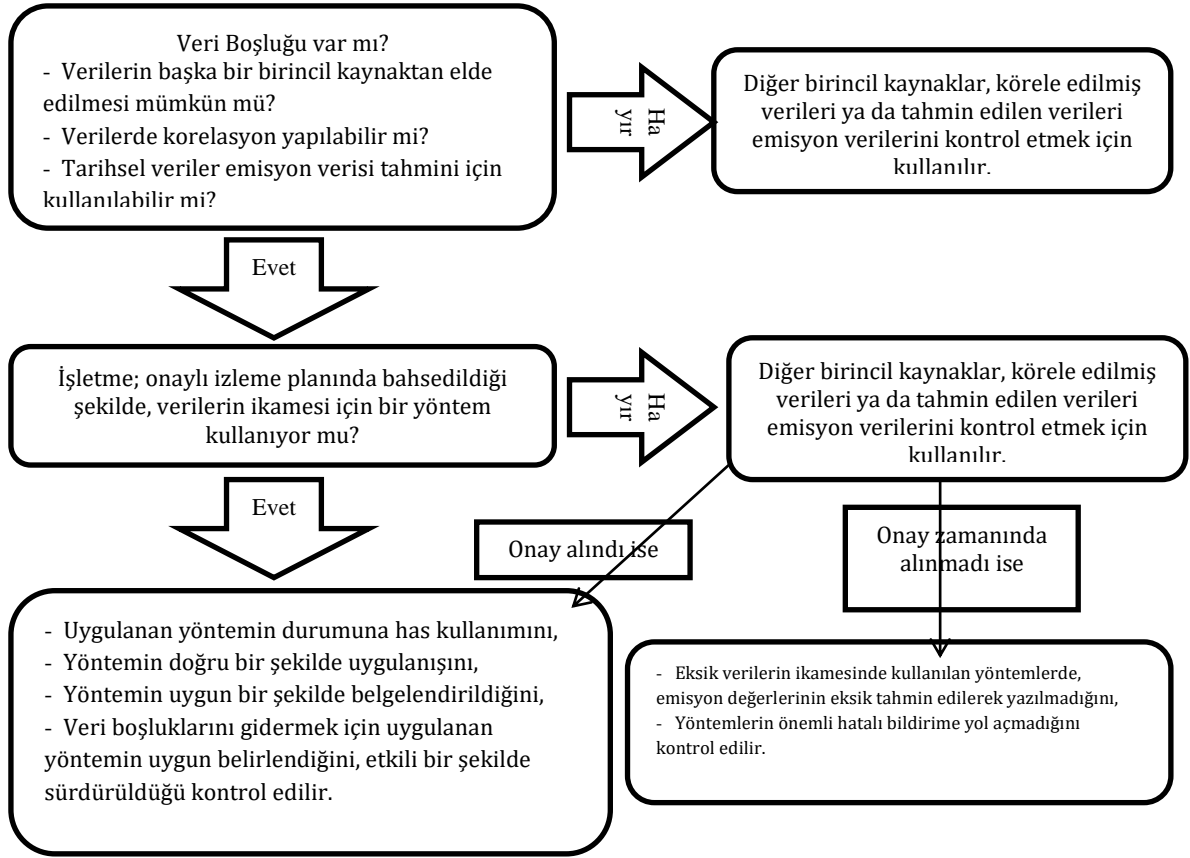 Veri Boşluğu var mı?
- Verilerin başka bir birincil kaynaktan elde
edilmesi mümkün mü?
- Verilerde korelasyon yapılabilir mi?
- Tarihsel veriler emisyon verisi tahmini için
kullanılabilir mi?
Ha
yır
Diğer birincil kaynaklar, körele edilmiş
verileri ya da tahmin edilen verileri
emisyon verilerini kontrol etmek için
kullanılır.
Evet
İşletme; onaylı izleme planında bahsedildiği
şekilde, verilerin ikamesi için bir yöntem
kullanıyor mu?
Ha
yır
Diğer birincil kaynaklar, körele edilmiş
verileri ya da tahmin edilen verileri
emisyon verilerini kontrol etmek için
kullanılır.
Evet
Onay alındı ise
Onay zamanında
alınmadı ise
- Uygulanan yöntemin durumuna has kullanımını,
- Yöntemin doğru bir şekilde uygulanışını,
- Yöntemin uygun bir şekilde belgelendirildiğini,
- Veri boşluklarını gidermek için uygulanan
yöntemin uygun belirlendiğini, etkili bir şekilde
sürdürüldüğü kontrol edilir.
- Eksik verilerin ikamesinde kullanılan yöntemlerde,
emisyon değerlerinin eksik tahmin edilerek yazılmadığını,
- Yöntemlerin önemli hatalı bildirime yol açmadığını
kontrol edilir.